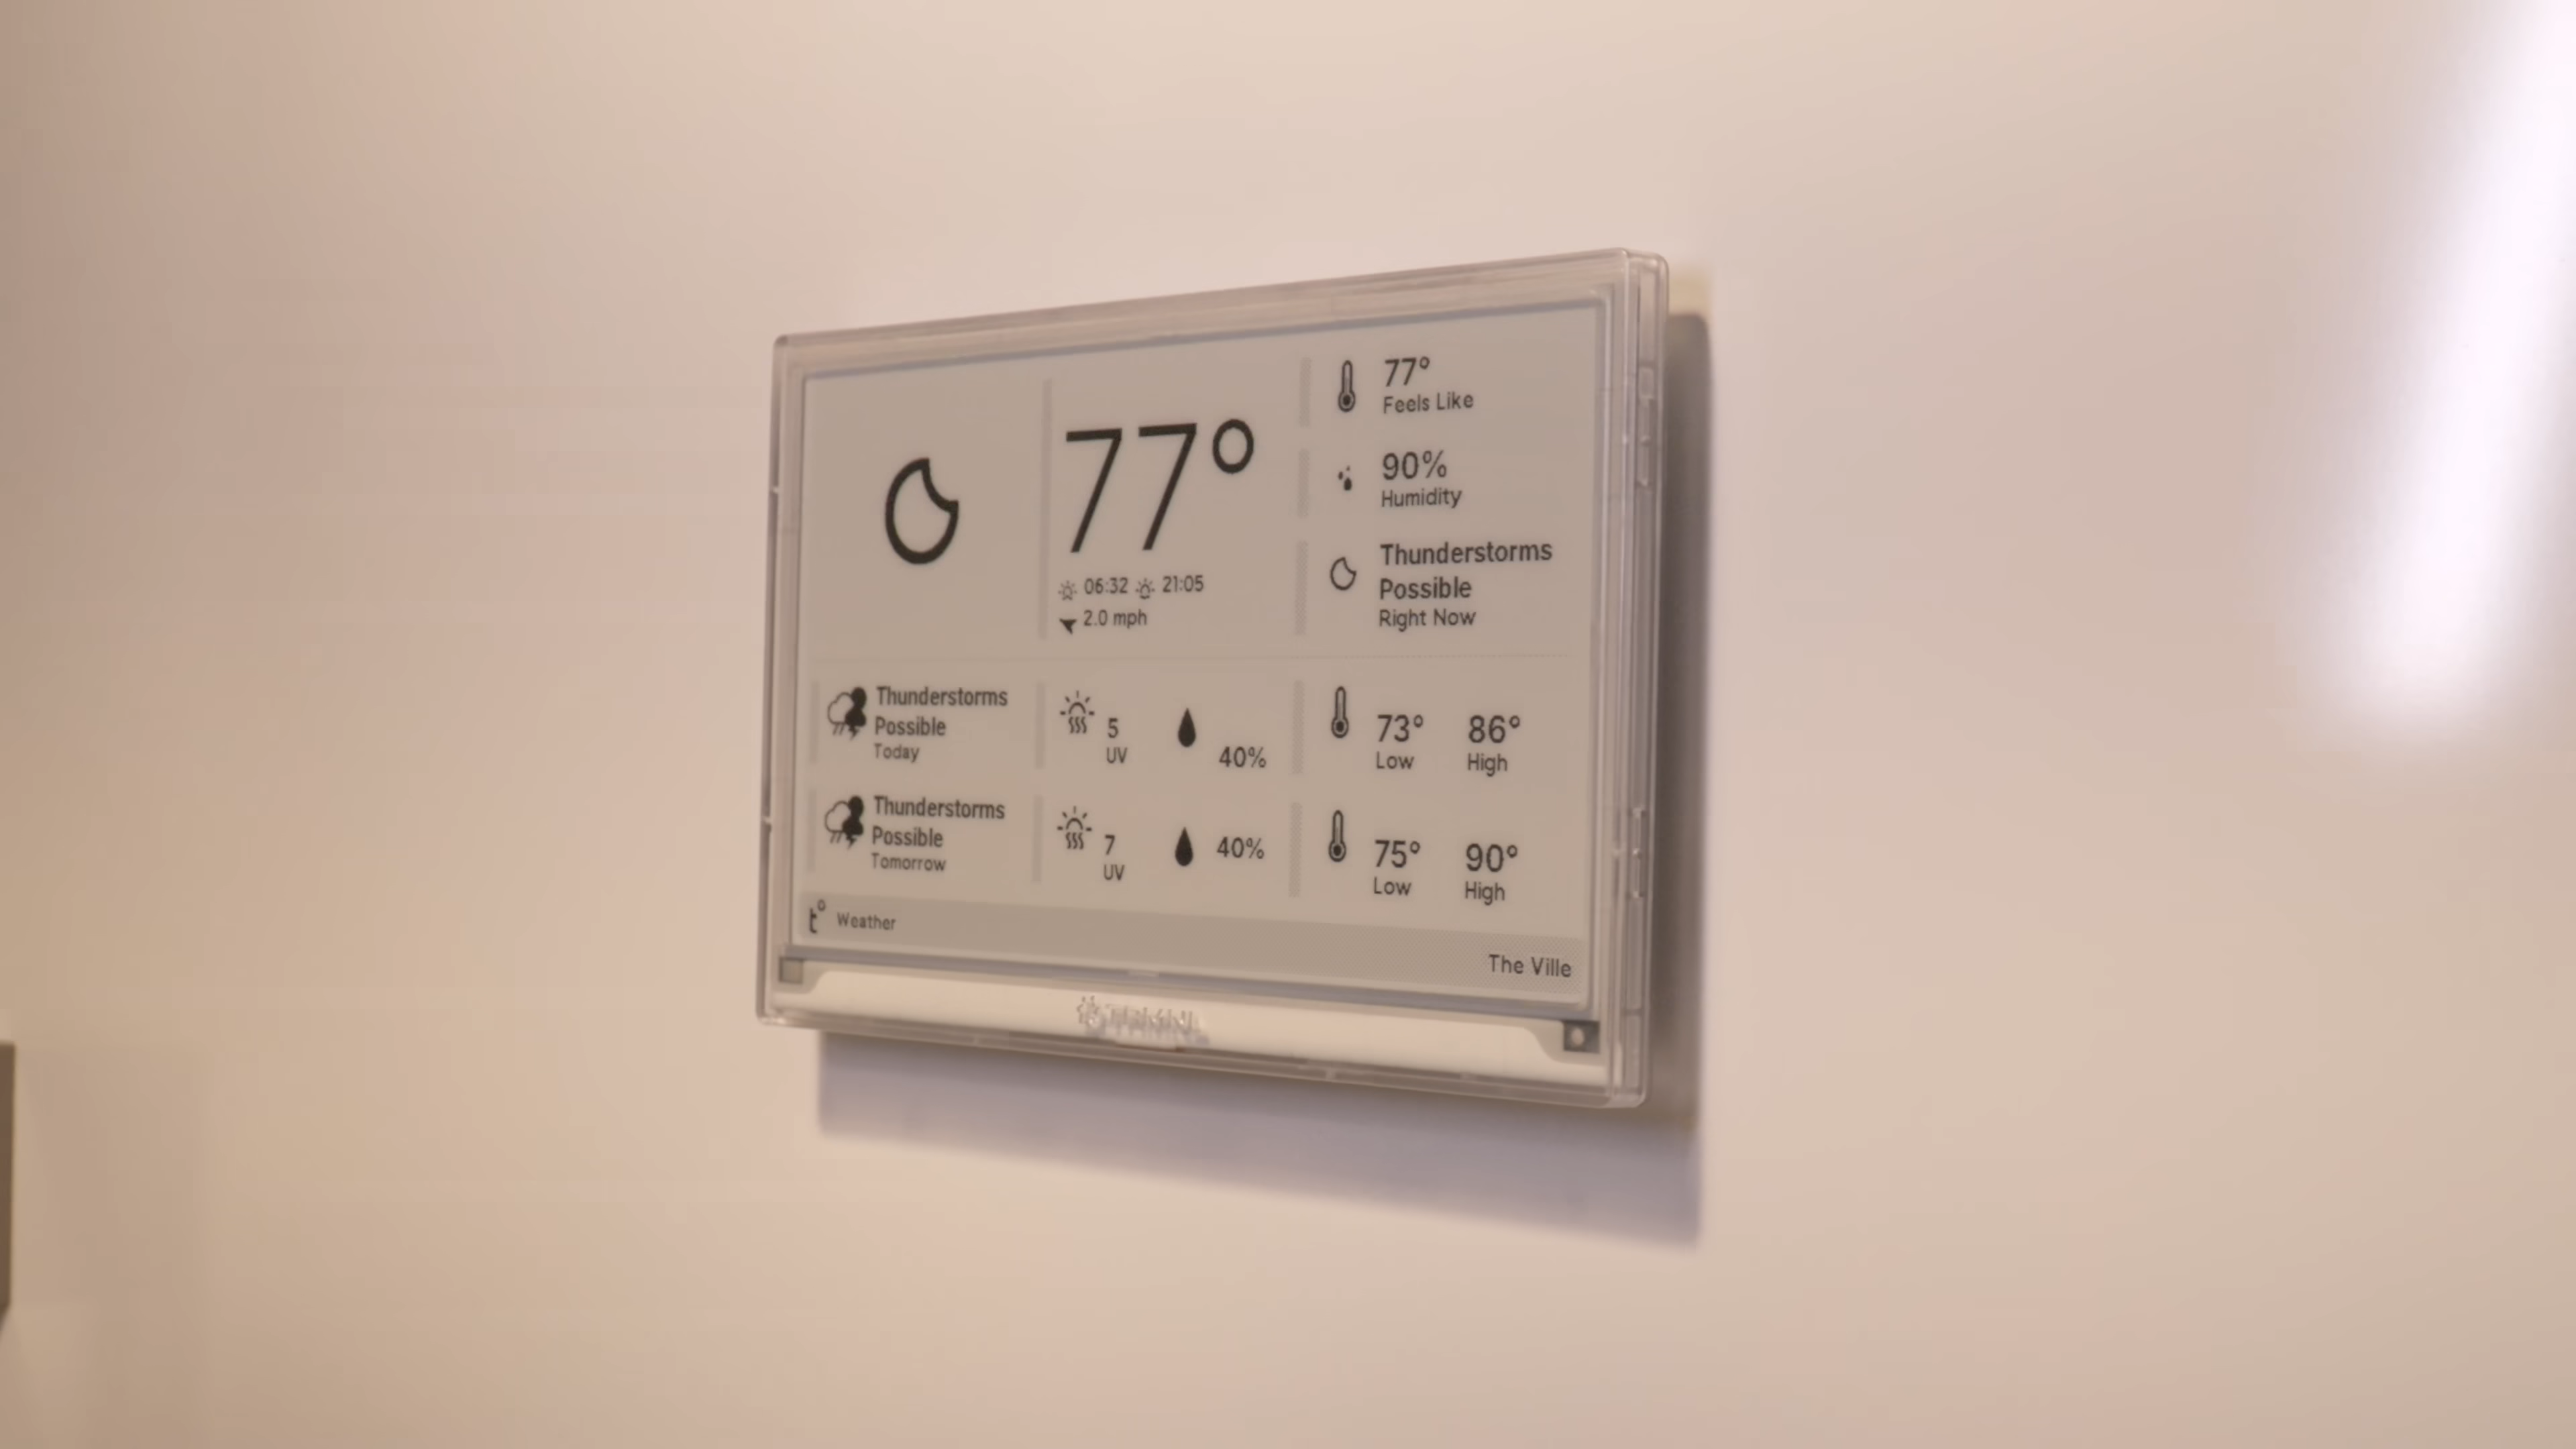 77°
06:32 21:05
2.0 mph
77°
Feels Like
90%
Humidity
Thunderstorms
Possible
Right Now
Thunderstorms
Possible
Today
5
UV
40%
73° 86°
Low High
Thunderstorms
Possible
Tomorrow
7
UV
40%
75° 90°
Low High
t° Weather
The Ville